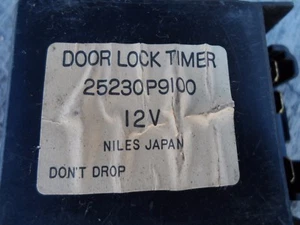 DOOR LOCK TIMER
25230P9100
12V
NILES JAPAN
DON'T DROP